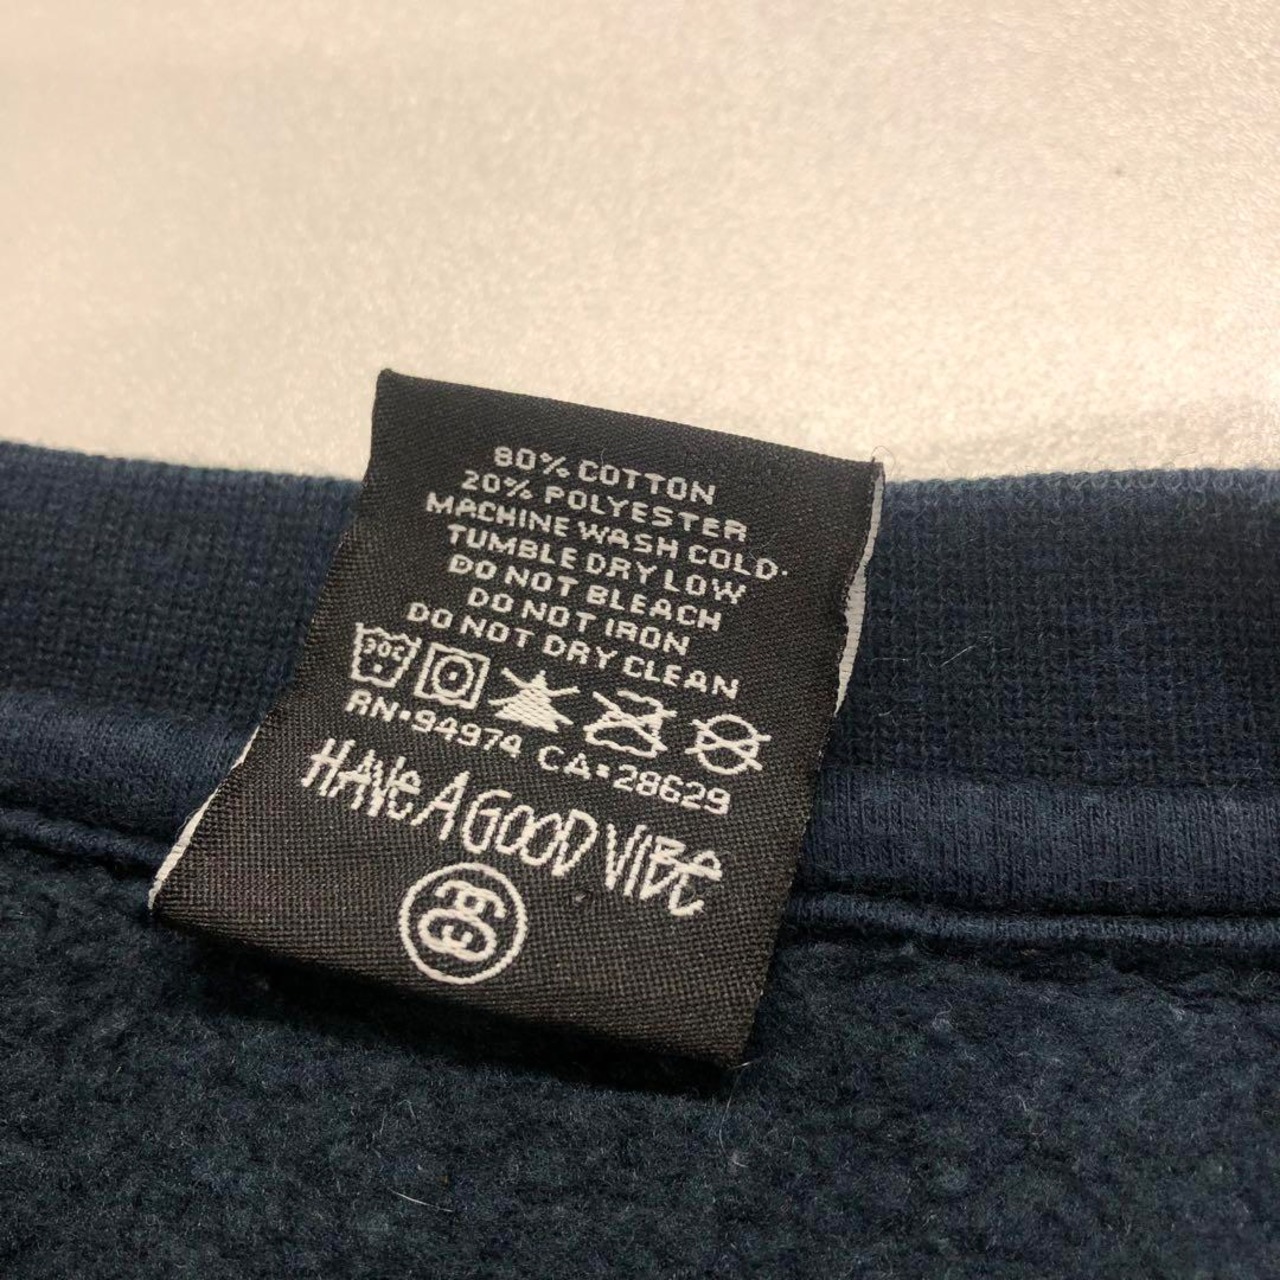 80% COTTON
20% POLYESTER
MACHINE WASH COLD
TUMBLE DRY LOW
DO NOT BLEACH
DO NOT IRON
DO NOT DRY CLEAN
30C
RN•94974 CA•28629
HAVE A GOOD VIBE